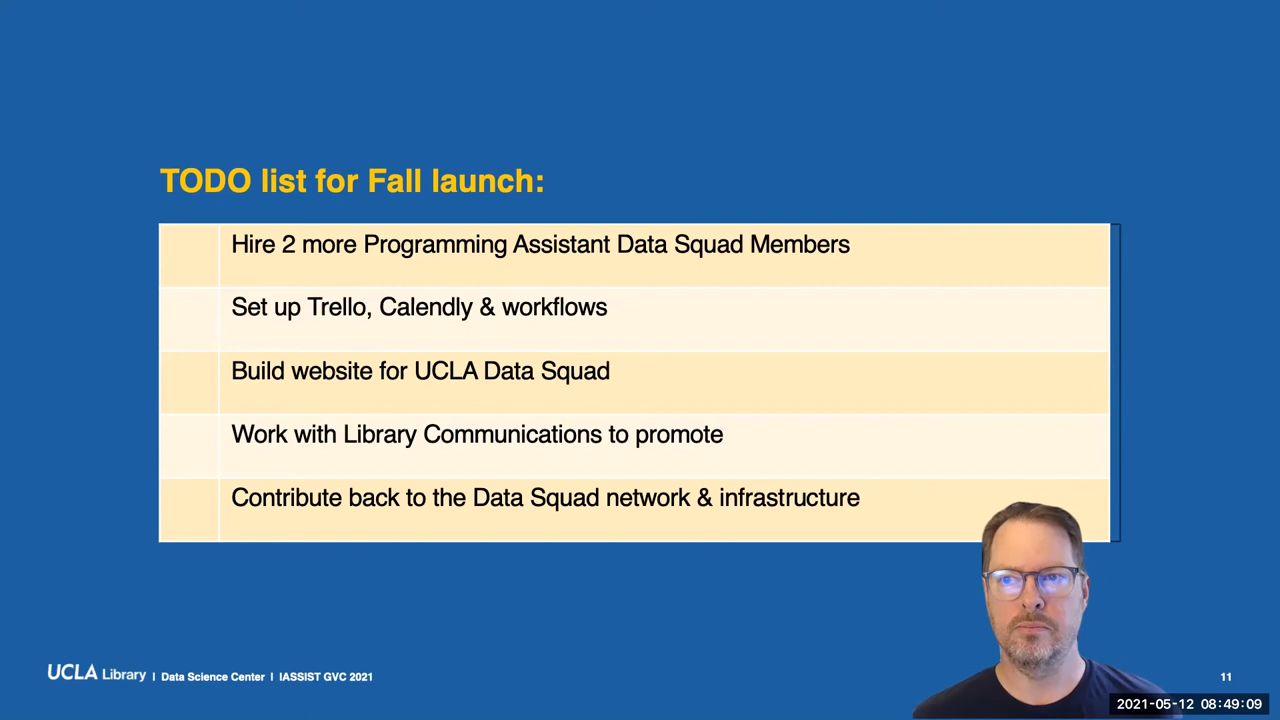 TODO list for Fall launch:
Hire 2 more Programming Assistant Data Squad Members
Set up Trello, Calendly & workflows
Build website for UCLA Data Squad
Work with Library Communications to promote
Contribute back to the Data Squad network & infrastructure
UCLA Library | Data Science Center | IASSIST GVC 2021
11
2021-05-12 08:49:09